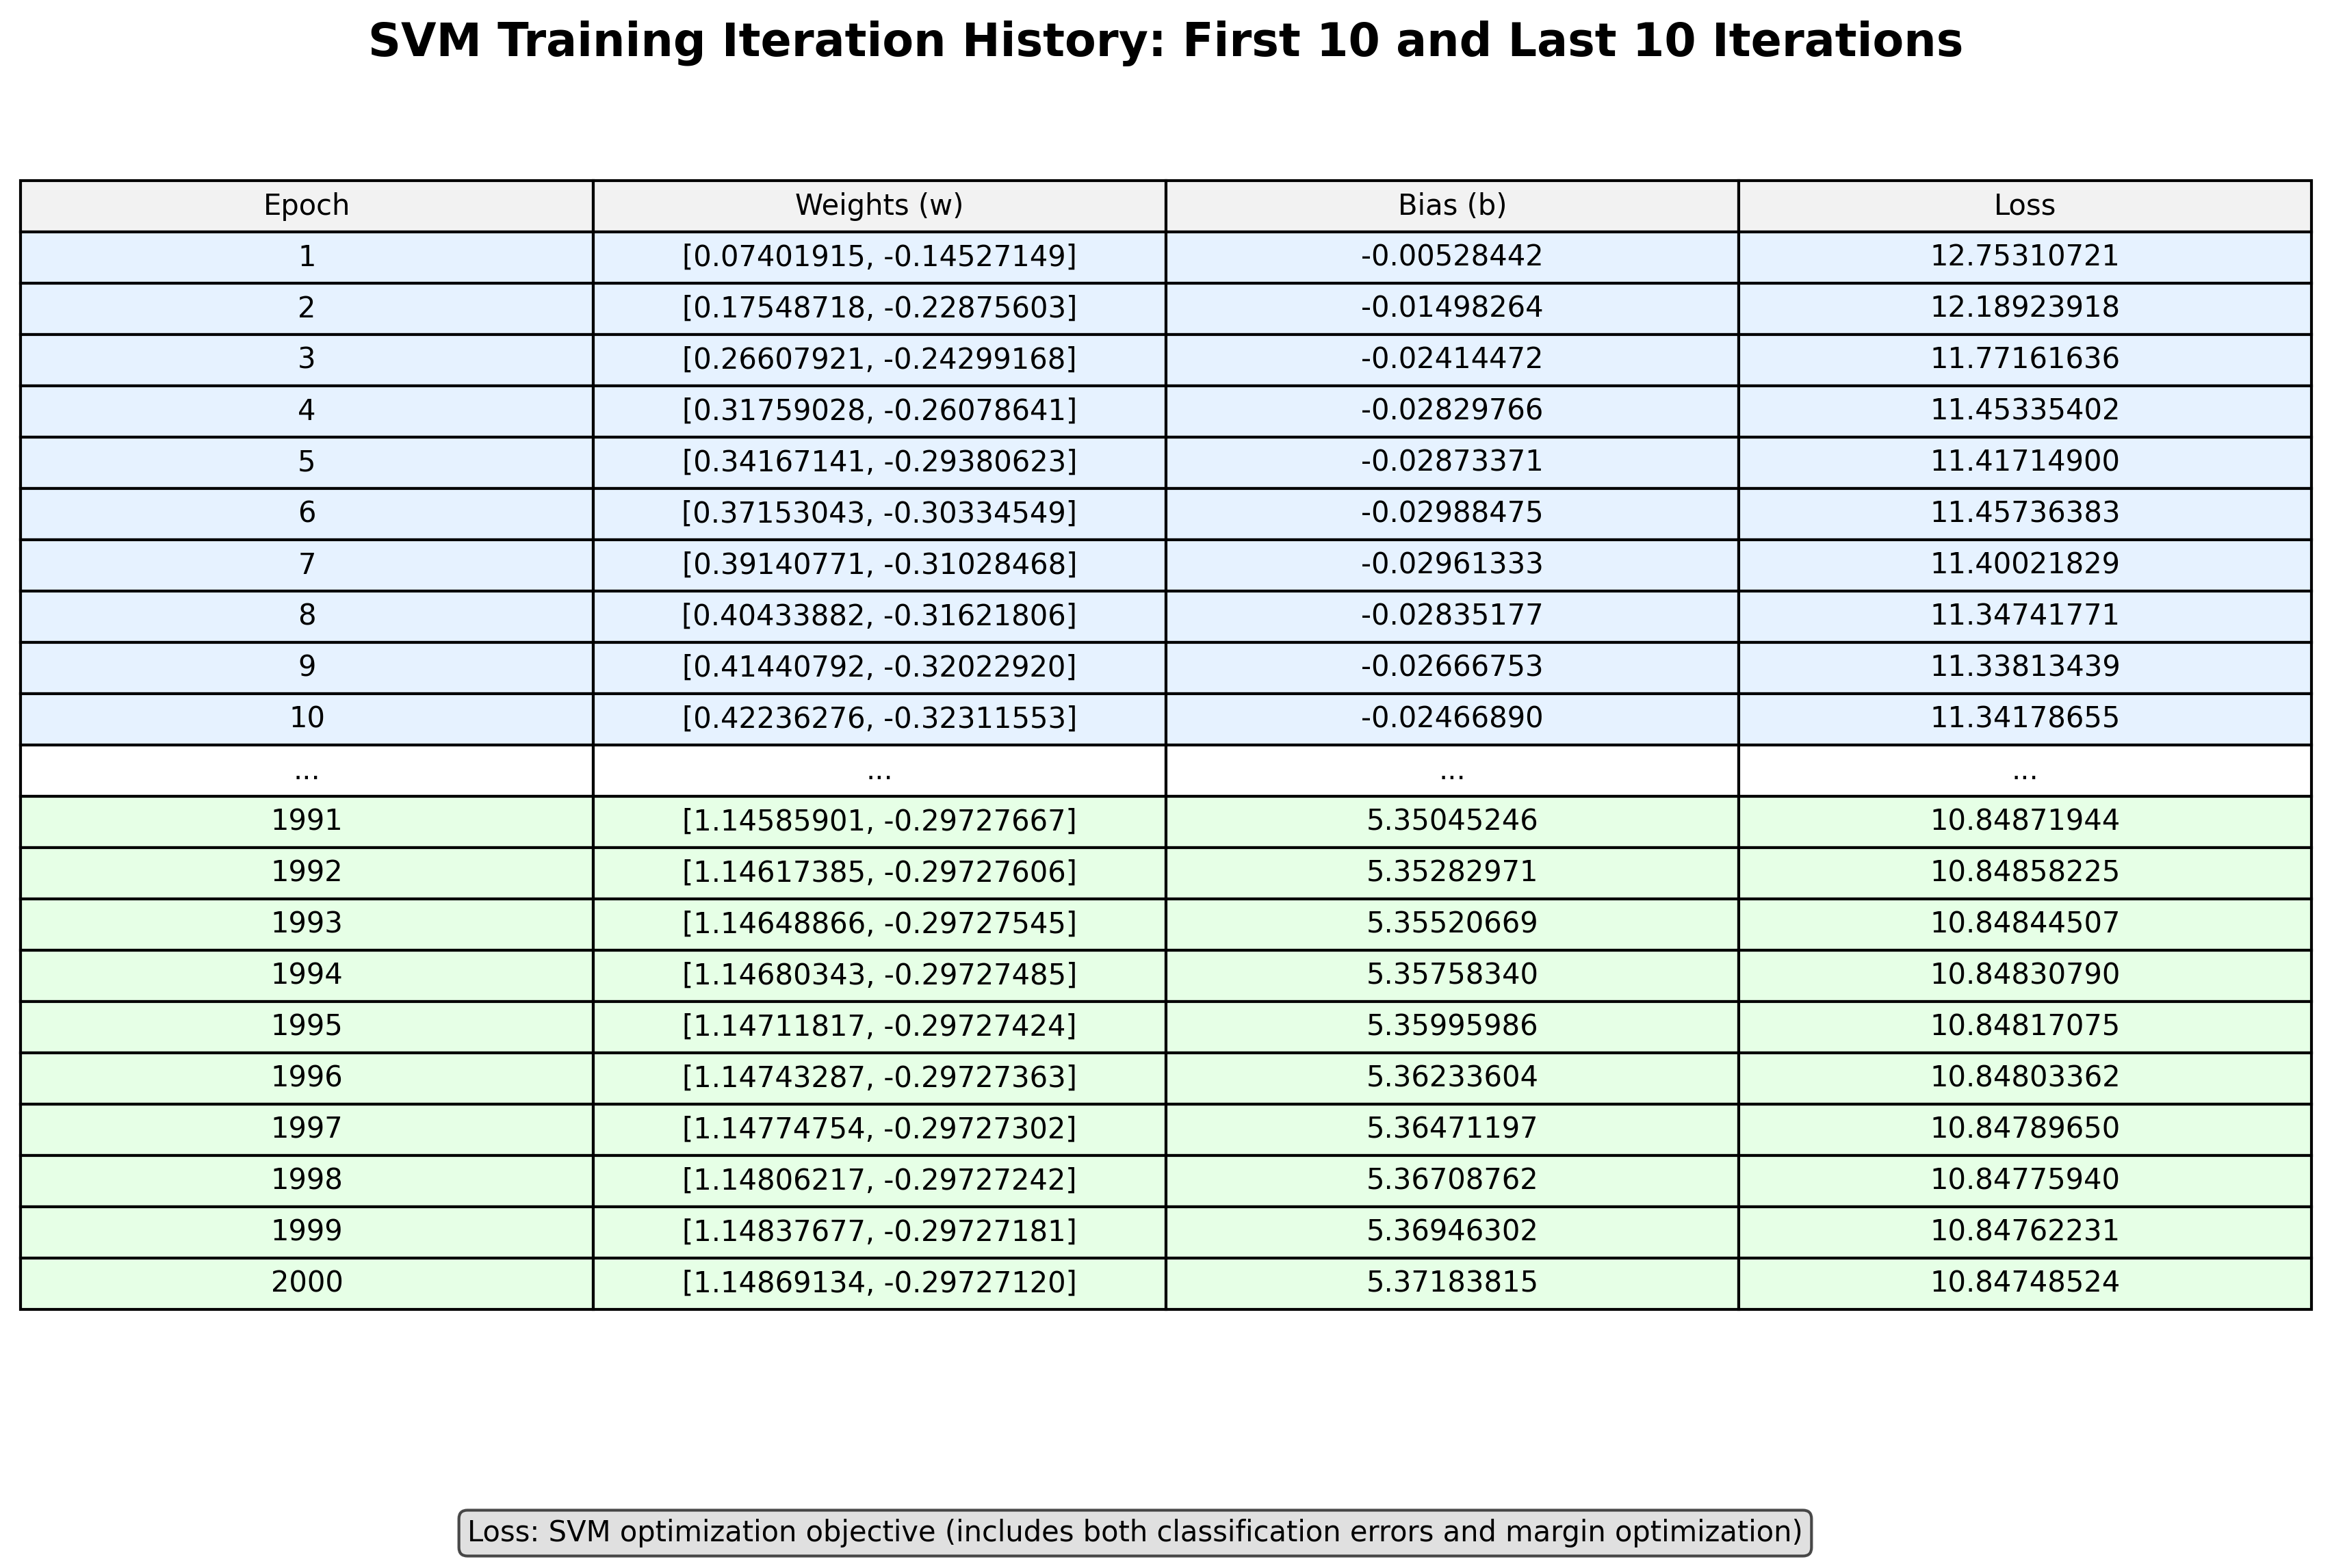 SVM Training Iteration History: First 10 and Last 10 Iterations
Epoch Weights (w) Bias (b) Loss
1 [0.07401915, -0.14527149] -0.00528442 12.75310721
2 [0.17548718, -0.22875603] -0.01498264 12.18923918
3 [0.26607921, -0.24299168] -0.02414472 11.77161636
4 [0.31759028, -0.26078641] -0.02829766 11.45335402
5 [0.34167141, -0.29380623] -0.02873371 11.41714900
6 [0.37153043, -0.30334549] -0.02988475 11.45736383
7 [0.39140771, -0.31028468] -0.02961333 11.40021829
8 [0.40433882, -0.31621806] -0.02835177 11.34741771
9 [0.41440792, -0.32022920] -0.02666753 11.33813439
10 [0.42236276, -0.32311553] -0.02466890 11.34178655
... ... ... ...
1991 [1.14585901, -0.29727667] 5.35045246 10.84871944
1992 [1.14617385, -0.29727606] 5.35282971 10.84858225
1993 [1.14648866, -0.29727545] 5.35520669 10.84844507
1994 [1.14680343, -0.29727485] 5.35758340 10.84830790
1995 [1.14711817, -0.29727424] 5.35995986 10.84817075
1996 [1.14743287, -0.29727363] 5.36233604 10.84803362
1997 [1.14774754, -0.29727302] 5.36471197 10.84789650
1998 [1.14806217, -0.29727242] 5.36708762 10.84775940
1999 [1.14837677, -0.29727181] 5.36946302 10.84762231
2000 [1.14869134, -0.29727120] 5.37183815 10.84748524
Loss: SVM optimization objective (includes both classification errors and margin optimization)